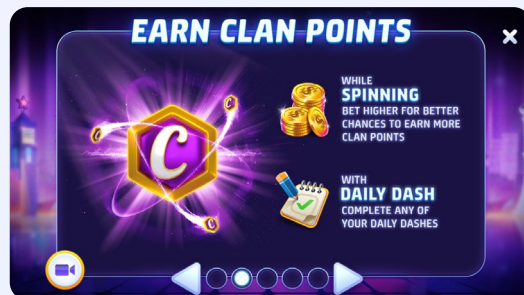 EARN CLAN POINTS
C
C
C
C
WHILE
SPINNING
BET HIGHER FOR BETTER
CHANCES TO EARN MORE
CLAN POINTS
WITH
DAILY DASH
COMPLETE ANY OF
YOUR DAILY DASHES